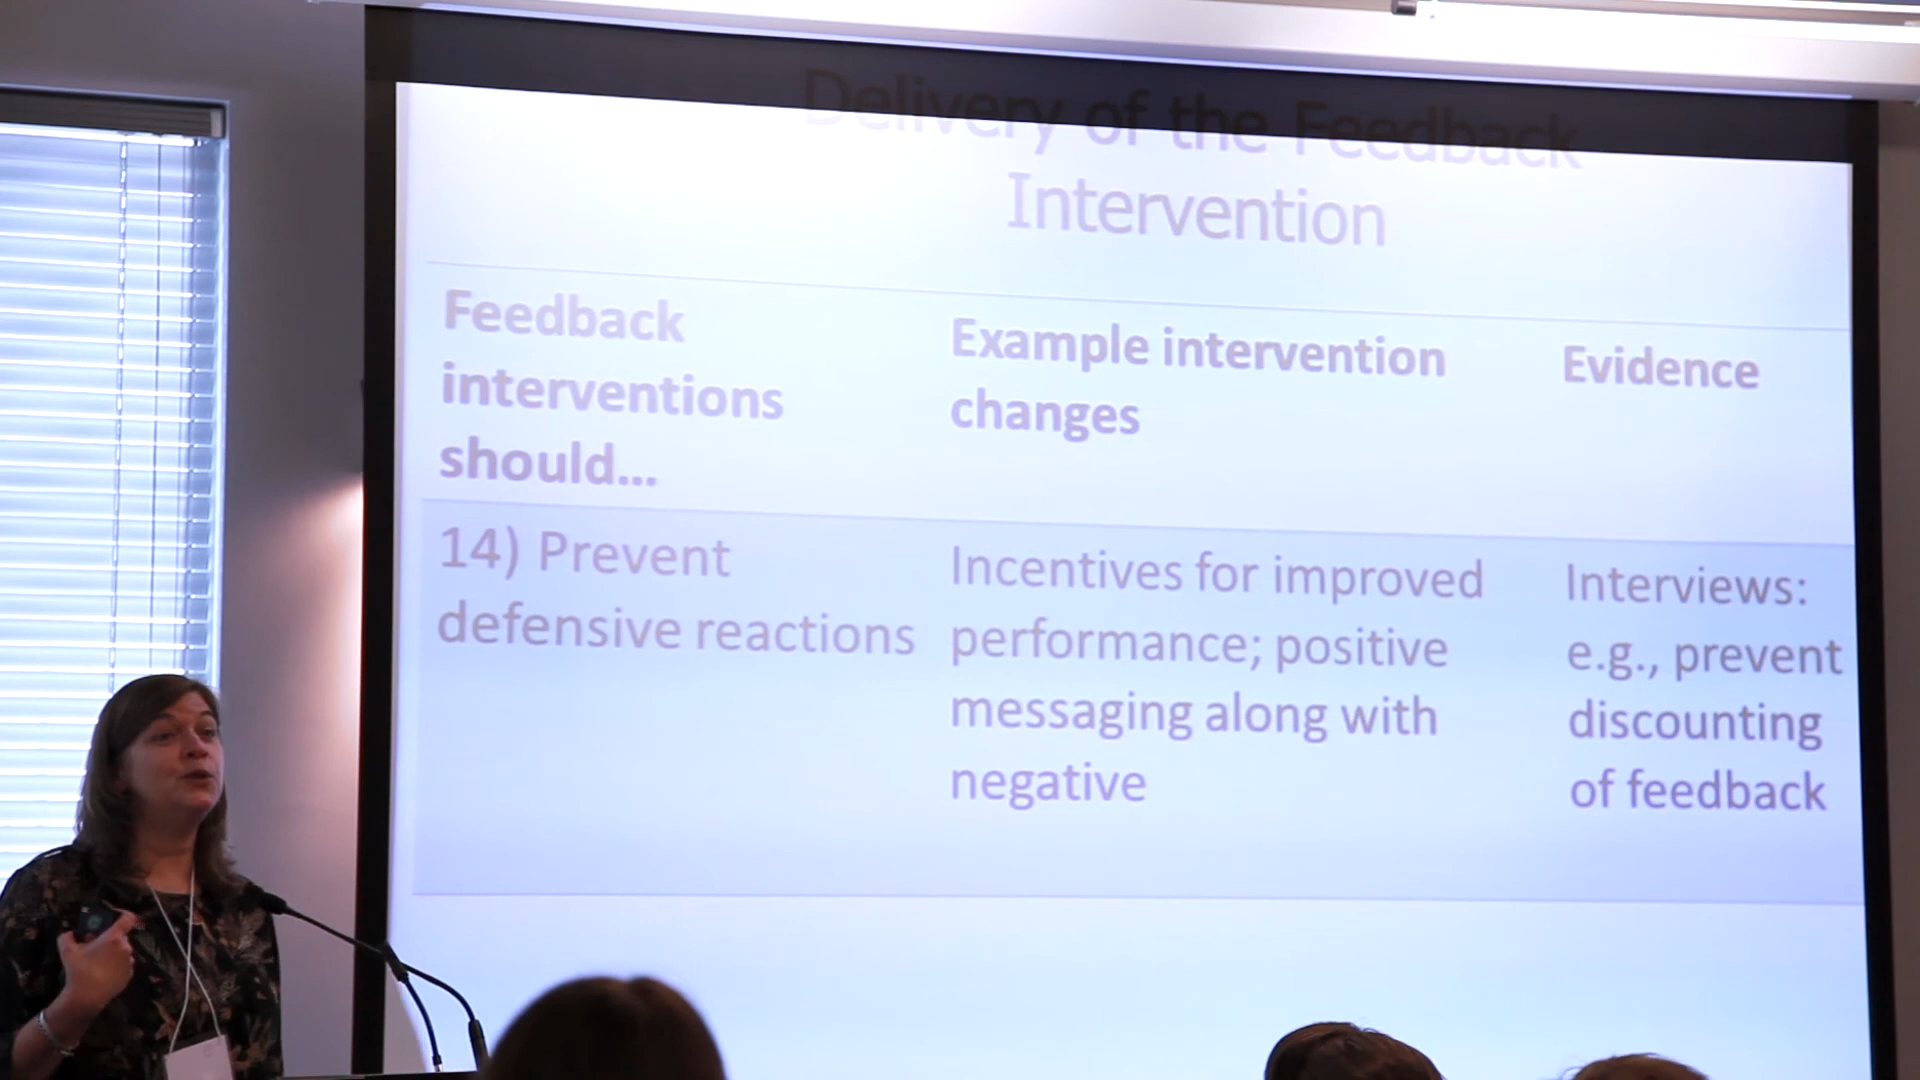 Delivery of the Feedback
Intervention
Feedback
interventions
should...
Example intervention
changes
Evidence
14) Prevent
defensive reactions
Incentives for improved
performance; positive
messaging along with
negative
Interviews:
e.g., prevent
discounting
of feedback